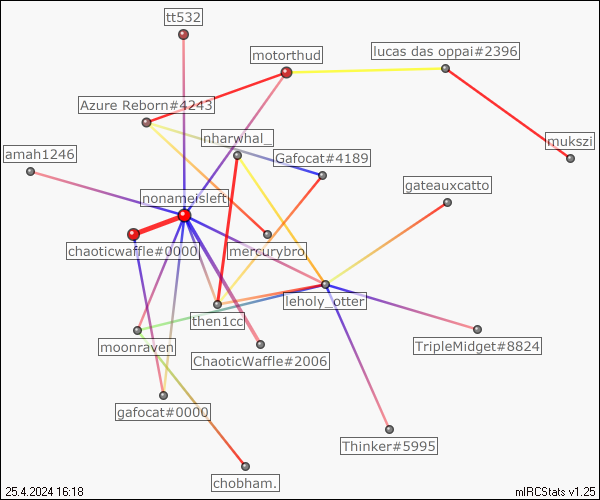 tt532
motorthud
lucas das oppai#2396
Azure Reborn#4243
nharwhal_
mukszi
amah1246
Gafocat#4189
gateauxcatto
nonameisleft
chaoticwaffle#0000
mercurybro
leholy_otter
then1cc
moonraven
ChaoticWaffle#2006
TripleMidget#8824
gafocat#0000
Thinker#5995
chobham.
25.4.2024 16:18
mIRCStats v1.25